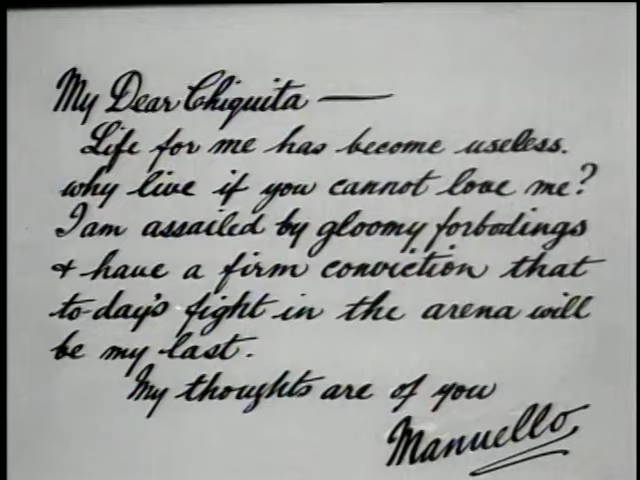 My Dear Chiquita —
Life for me has become useless.
why live if you cannot love me?
I am assailed by gloomy forbodings
& have a firm conviction that
to-day's fight in the arena will
be my last.
My thoughts are of you
Manuello